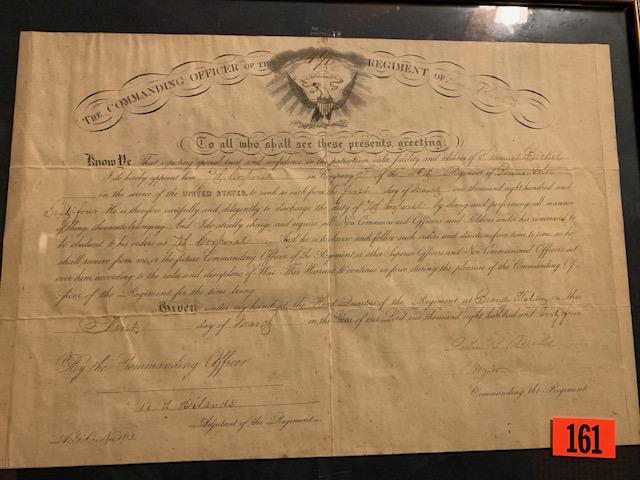 THE COMMANDING OFFICER OF THE REGIMENT OF
To all who shall see these presents, greeting:
Know Ye, That reposing special trust and confidence in the patriotism, valor, fidelity and abilities of
I do hereby appoint him Corporal in Company of the Regiment of
in the service of the UNITED STATES, to rank as such from the first day of one thousand eight hundred and
Sixty four He is therefore carefully and diligently to discharge the duty of Corporal by doing and performing all manner
of things thereunto belonging. And I do strictly charge and require all Non-Commissioned Officers and Soldiers under his command to
be obedient to his orders as Corporal And he is to observe and follow such orders and directions from time to time, as he
shall receive from me, or the future Commanding Officer of the Regiment, or other Superior Officers and Non-Commissioned Officers set
over him, according to the rules and discipline of War. This Warrant to continue in force during the pleasure of the Commanding Of-
ficer of the Regiment for the time being.
Given under my hand at the Head Quarters of the Regiment at Brandy Station this
First day of March in the Year of our Lord one thousand eight hundred and Sixty four
By the Commanding Officer
Major
Commanding the Regiment.
Adjutant of the Regiment.
161